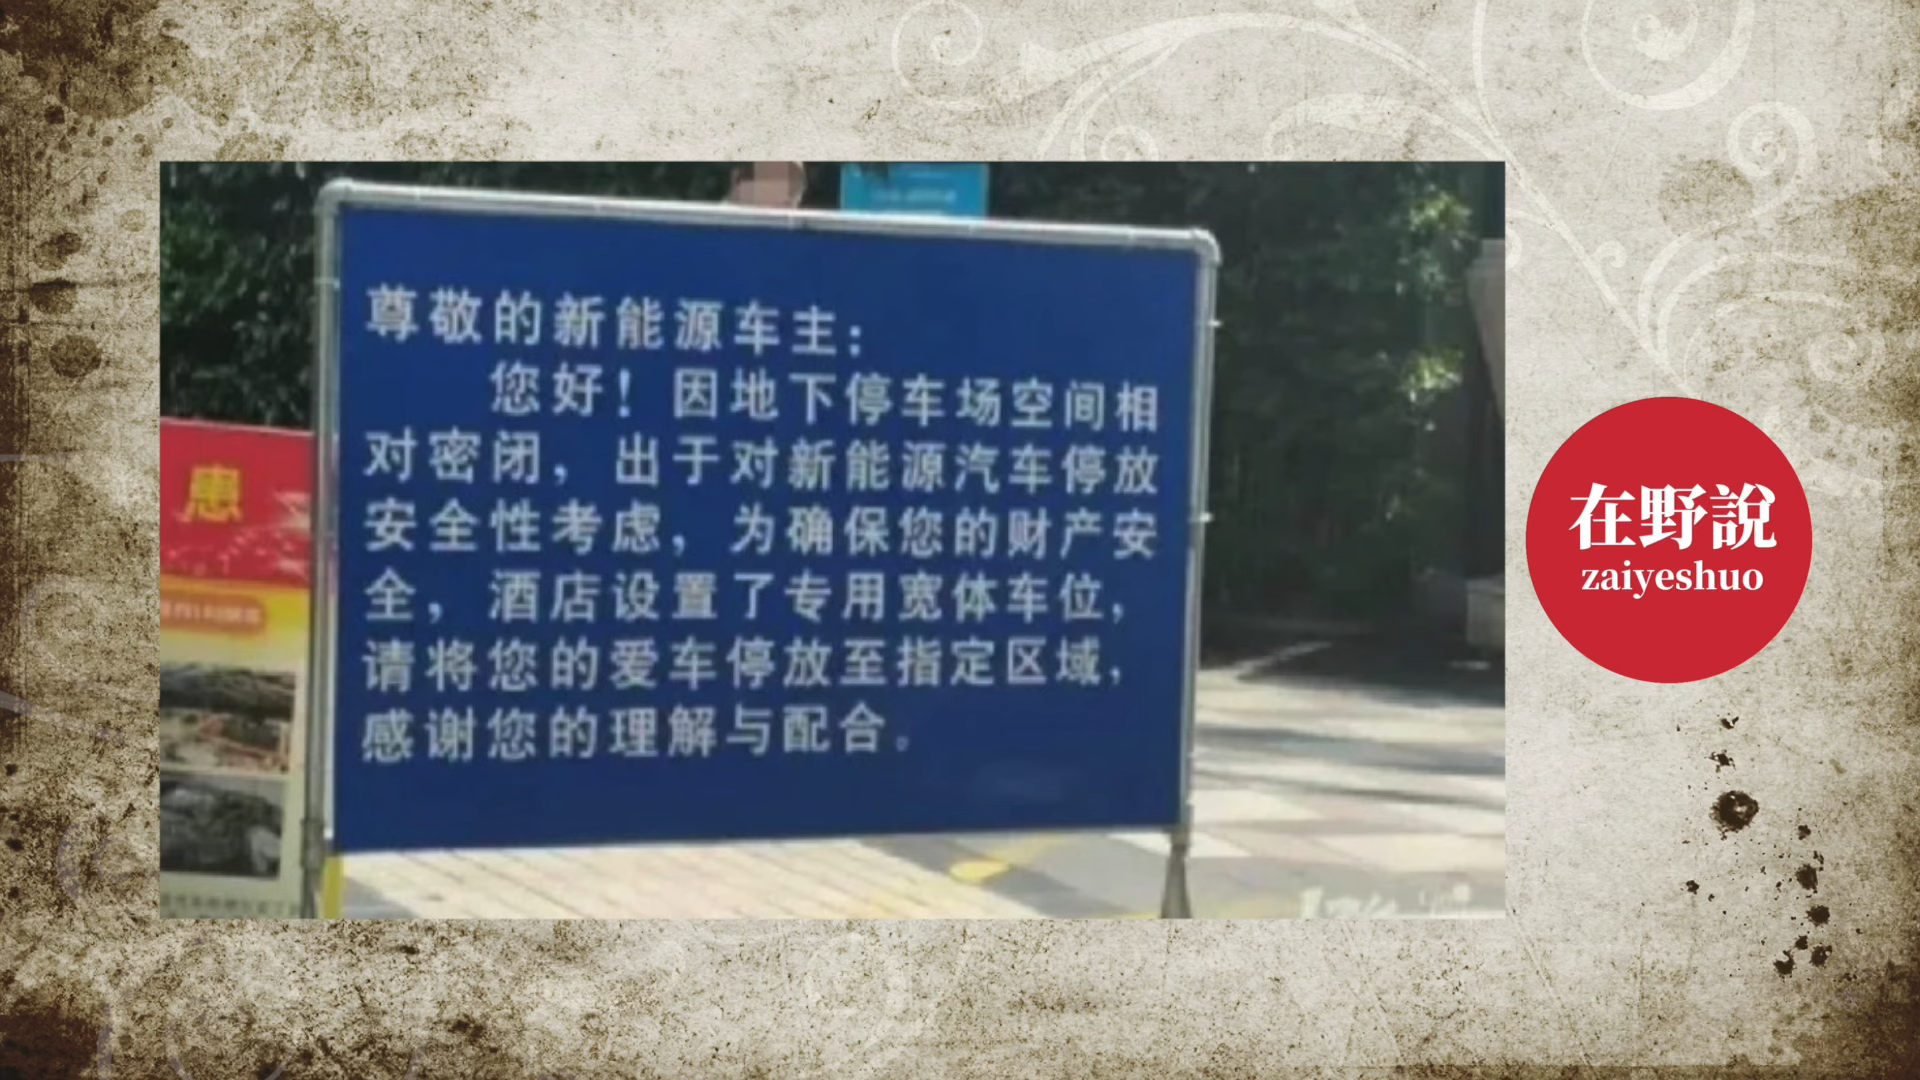 尊敬的新能源车主：
您好！因地下停车场空间相
对密闭，出于对新能源汽车停放
安全性考虑，为确保您的财产安
全，酒店设置了专用宽体车位，
请将您的爱车停放至指定区域，
感谢您的理解与配合。
患
在野說
zaiyeshuo